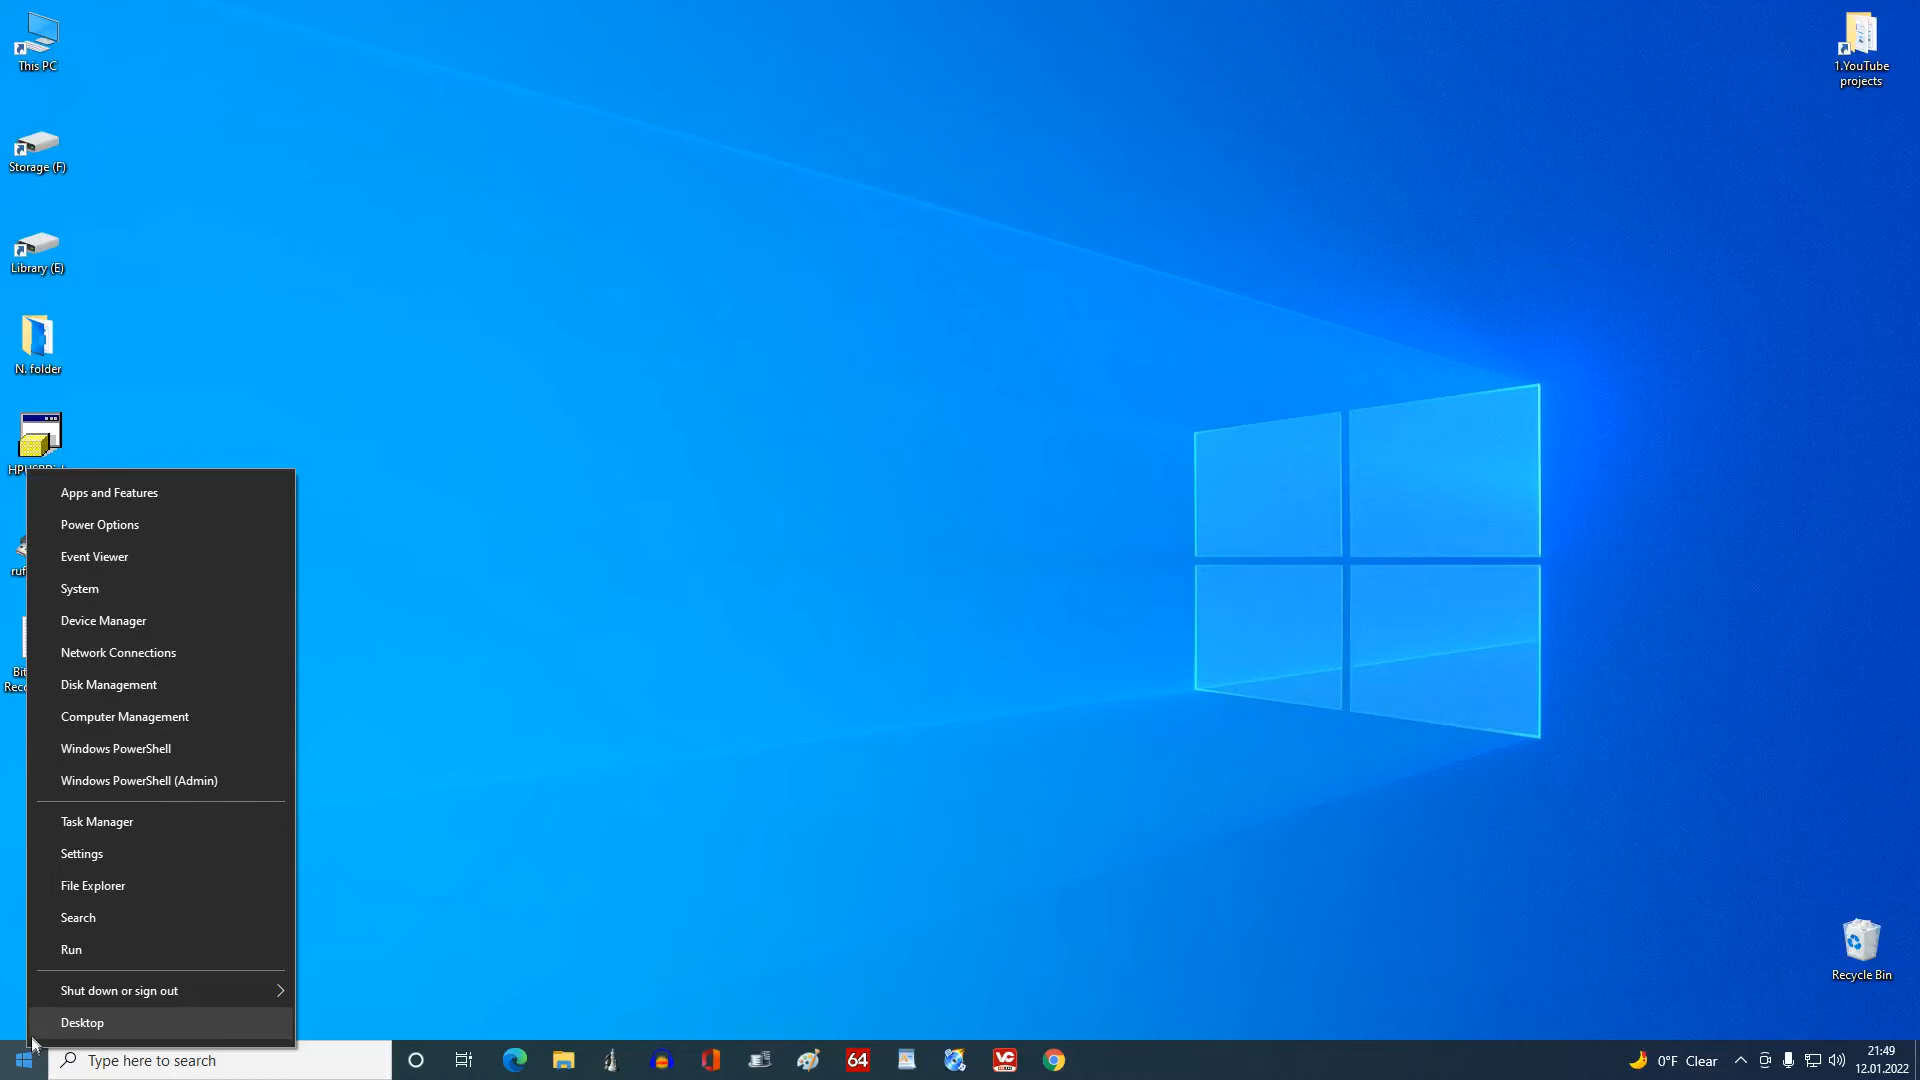 This PC
Storage (F)
Library (E)
N. folder
1.YouTube
projects
Apps and Features
Power Options
Event Viewer
System
Device Manager
Network Connections
Disk Management
Computer Management
Windows PowerShell
Windows PowerShell (Admin)
Task Manager
Settings
File Explorer
Search
Run
Shut down or sign out
Desktop
Recycle Bin
Type here to search
64
VC
0°F Clear
21:49
12.01.2022